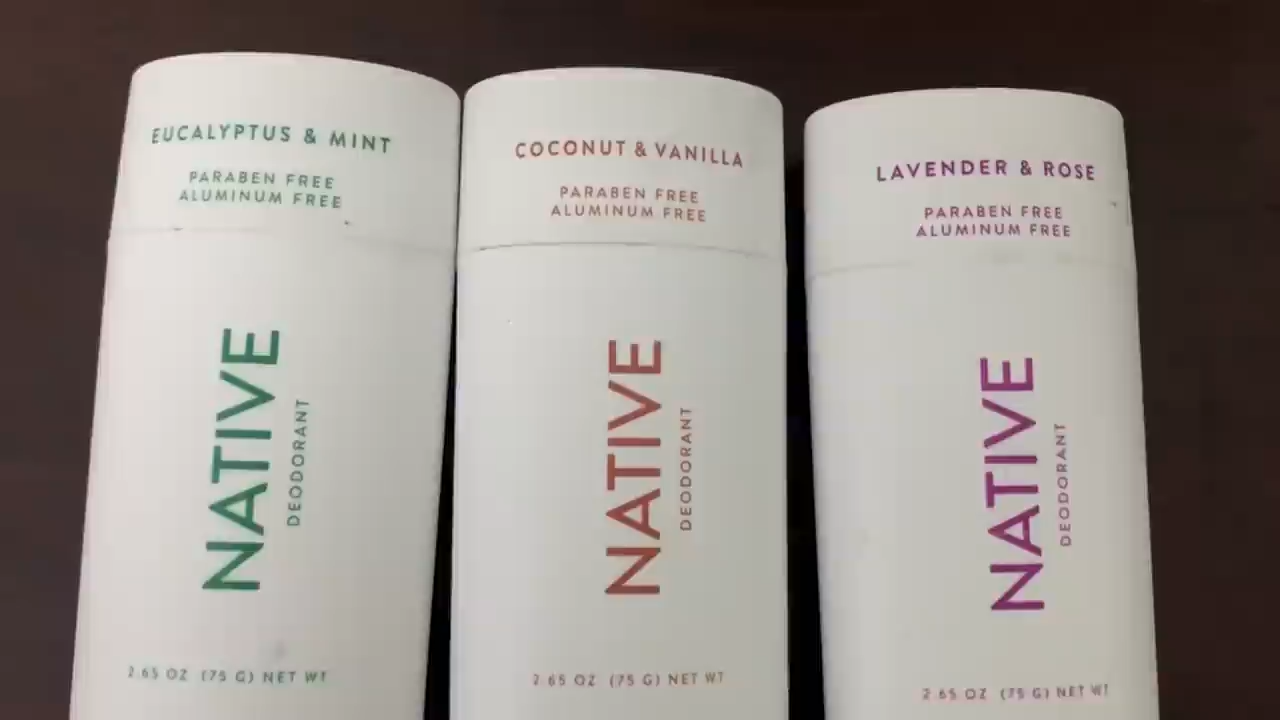 EUCALYPTUS & MINT
PARABEN FREE
ALUMINUM FREE
NATIVE
DEODORANT
2.65 OZ (75 G) NET WT
COCONUT & VANILLA
PARABEN FREE
ALUMINUM FREE
NATIVE
DEODORANT
2.65 OZ (75 G) NET WT
LAVENDER & ROSE
PARABEN FREE
ALUMINUM FREE
NATIVE
DEODORANT
2.65 OZ (75 G) NET WT